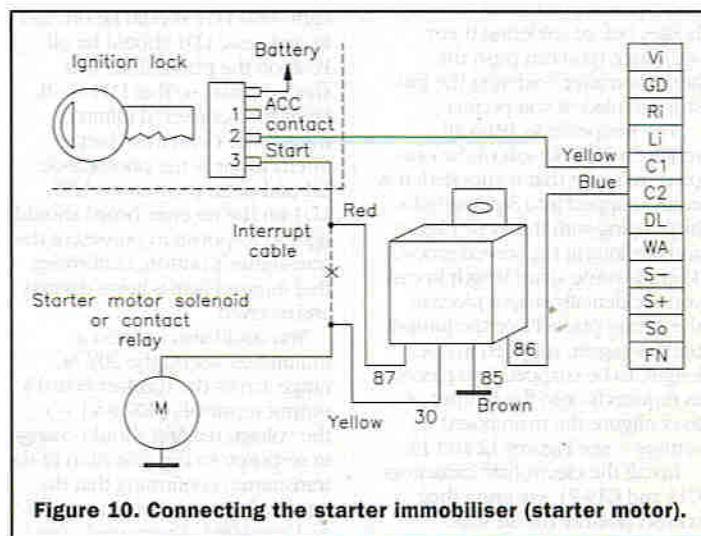 Battery
Ignition lock
ACC
contact
1
2
3
Start
Yellow
Blue
Red
Interrupt
cable
Starter motor solenoid
or contact
relay
M
87
86
85
30
Brown
Yellow
Vi
GD
Ri
Li
C1
C2
DL
WA
S−
S+
So
FN
Figure 10. Connecting the starter immobiliser (starter motor).